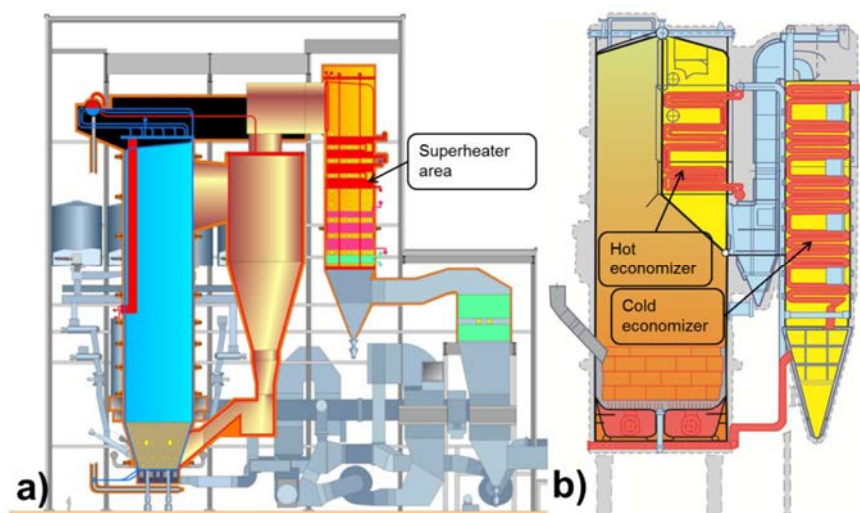 Superheater
area
Hot
economizer
Cold
economizer
a)
b)